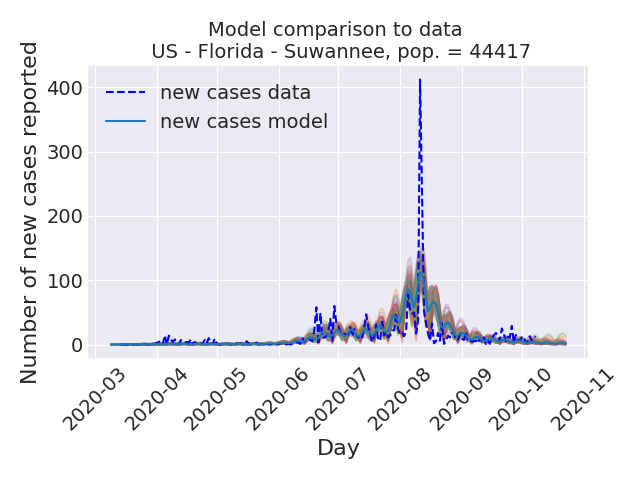 Model comparison to data
US - Florida - Suwannee, pop. = 44417
Number of new cases reported
400
300
200
100
0
new cases data
new cases model
2020-03
2020-04
2020-05
2020-06
2020-07
2020-08
2020-09
2020-10
2020-11
Day